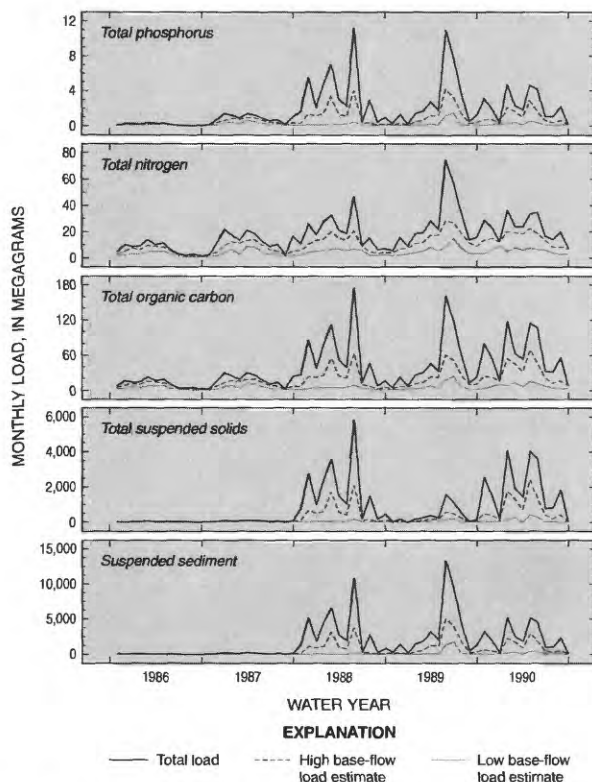 Total phosphorus
12
8
4
0
Total nitrogen
80
60
40
20
0
Total organic carbon
180
120
60
0
Total suspended solids
6,000
4,000
2,000
0
Suspended sediment
15,000
10,000
5,000
0
MONTHLY LOAD, IN MEGAGRAMS
1986 1987 1988 1989 1990
WATER YEAR
EXPLANATION
Total load
High base-flow load estimate
Low base-flow load estimate